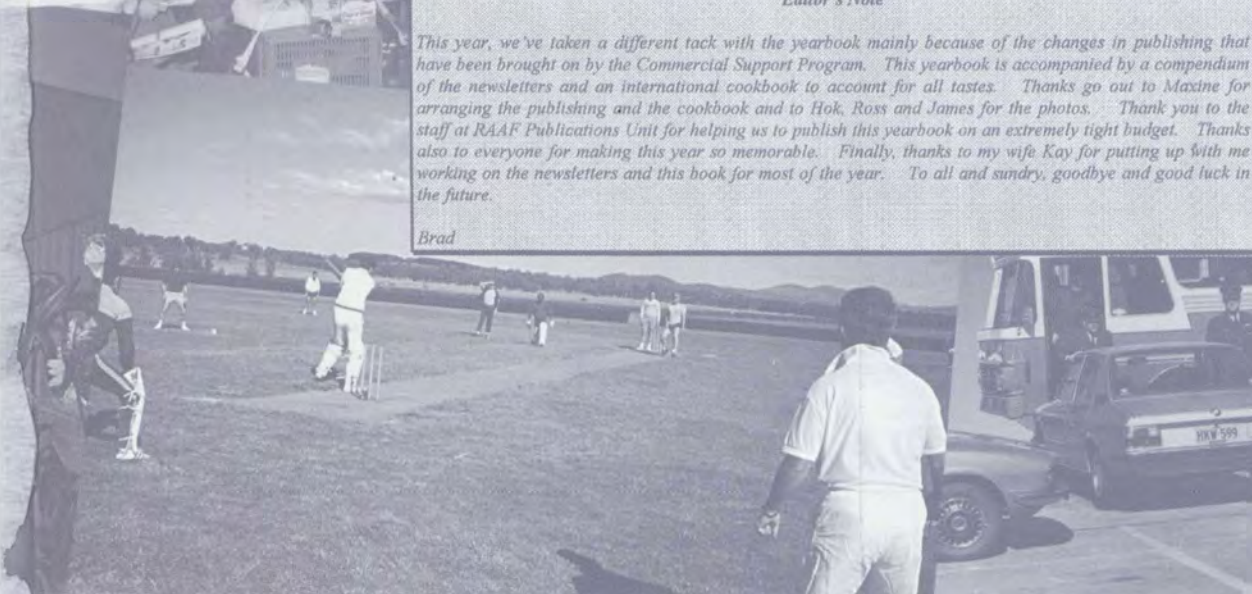 Editor's Note
This year, we've taken a different tack with the yearbook mainly because of the changes in publishing that
have been brought on by the Commercial Support Program. This yearbook is accompanied by a compendium
of the newsletters and an international cookbook to account for all tastes. Thanks go out to Maxine for
arranging the publishing and the cookbook and to Hok, Ross and James for the photos. Thank you to the
staff at RAAF Publications Unit for helping us to publish this yearbook on an extremely tight budget. Thanks
also to everyone for making this year so memorable. Finally, thanks to my wife Kay for putting up with me
working on the newsletters and this book for most of the year. To all and sundry, goodbye and good luck in
the future.
Brad
HKW·599